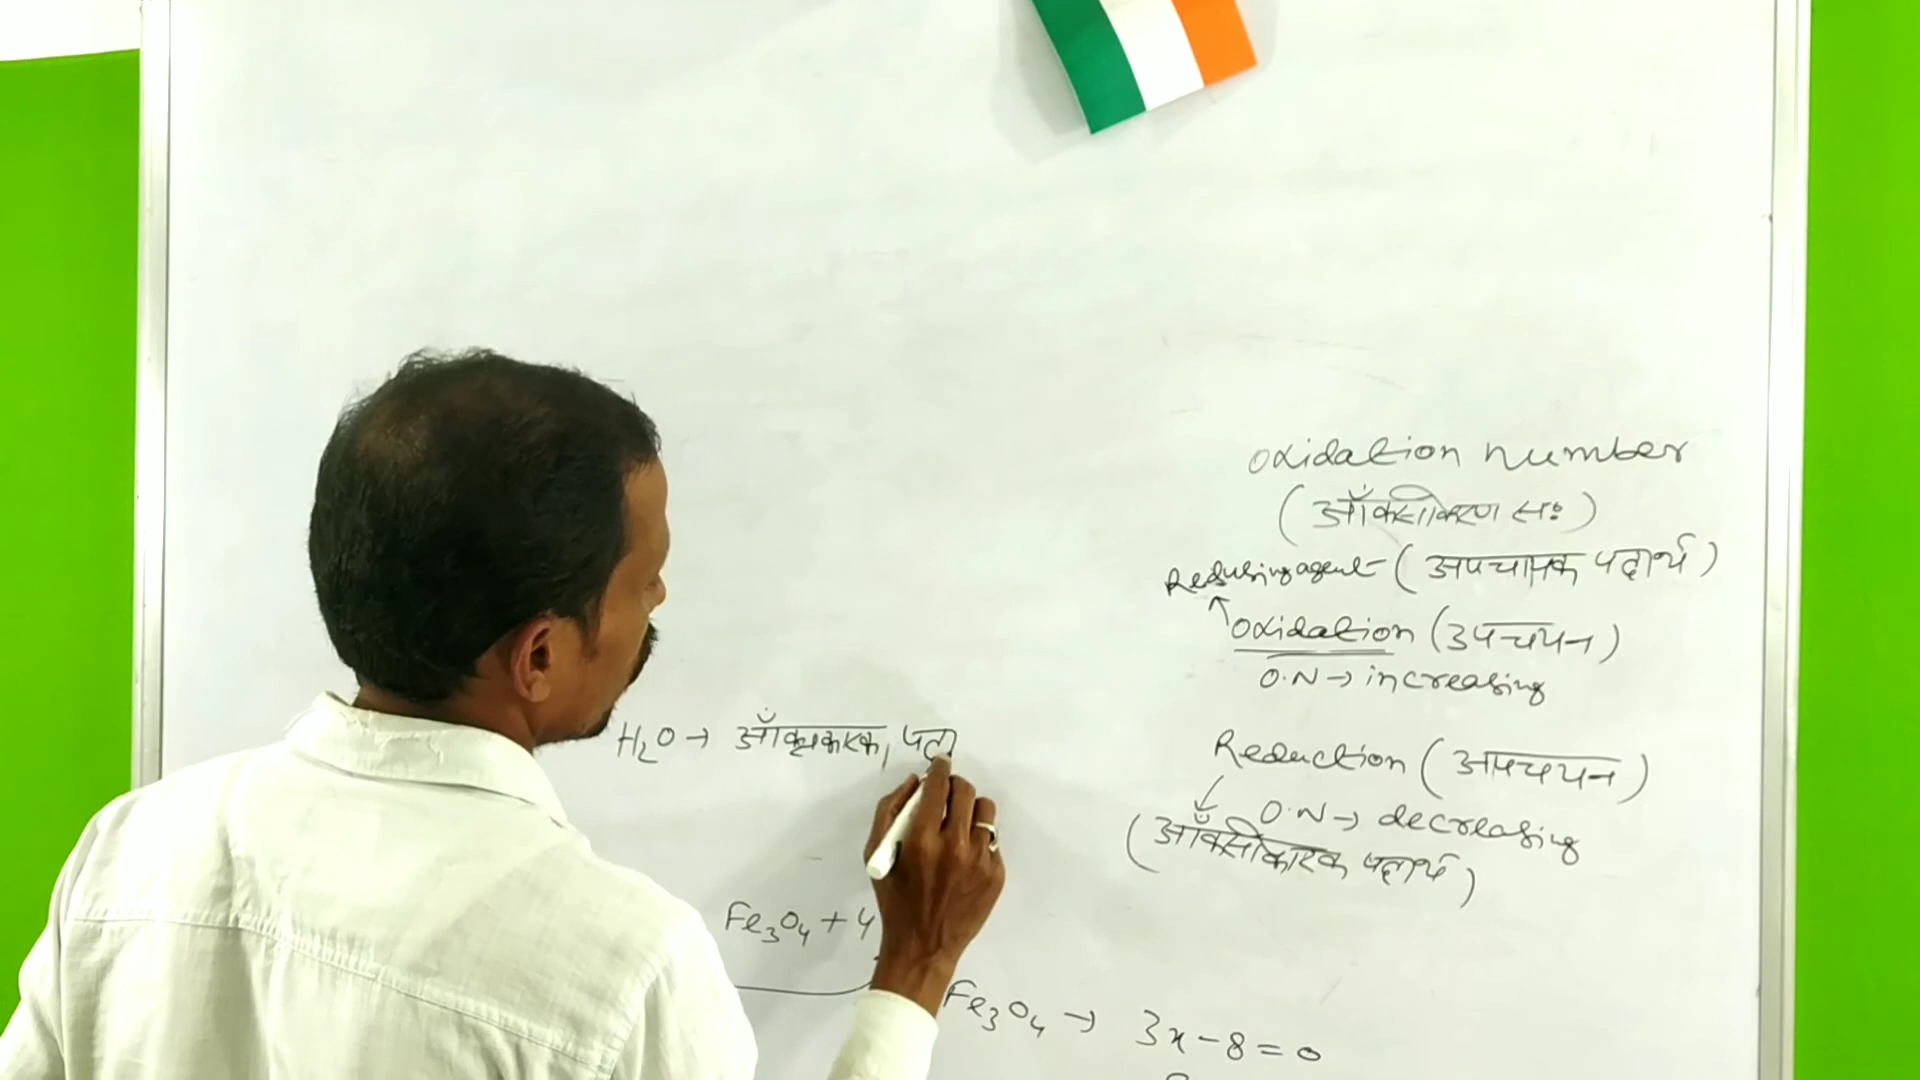 Oxidation number
(ऑक्सीकरण सं०)
Reducing agent - (अपचायक पदार्थ)
Oxidation (उपचयन)
O.N → increasing
H₂O → ऑक्सीकारक, पदा
Reduction (अपचयन)
O.N → decreasing
(ऑक्सीकारक पदार्थ)
Fe₃O₄ + 4
Fe₃O₄ → 3x - 8 = 0